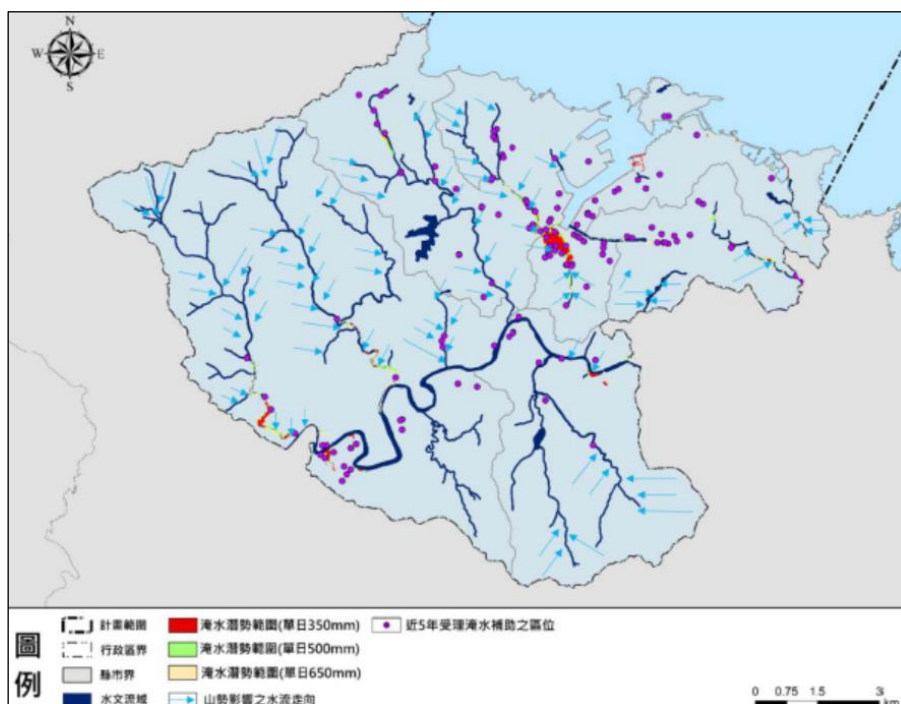 N
W E
S
圖例
計畫範圍
行政區界
縣市界
水文流域
淹水潛勢範圍(單日350mm)
淹水潛勢範圍(單日500mm)
淹水潛勢範圍(單日650mm)
山勢影響之水流走向
近5年受理淹水補助之區位
0 0.75 1.5 3
km